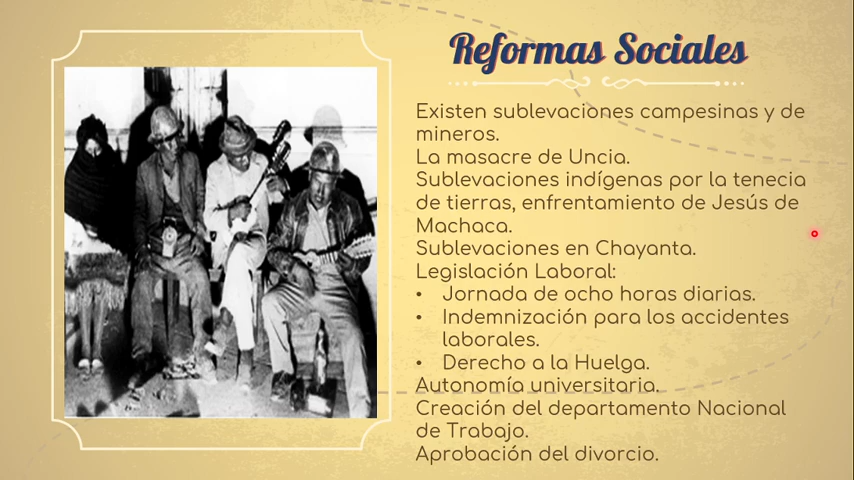 Reformas Sociales
Existen sublevaciones campesinas y de
mineros.
La masacre de Uncia.
Sublevaciones indígenas por la tenecia
de tierras, enfrentamiento de Jesús de
Machaca.
Sublevaciones en Chayanta.
Legislación Laboral:
• Jornada de ocho horas diarias.
• Indemnización para los accidentes
laborales.
• Derecho a la Huelga.
Autonomía universitaria.
Creación del departamento Nacional
de Trabajo.
Aprobación del divorcio.